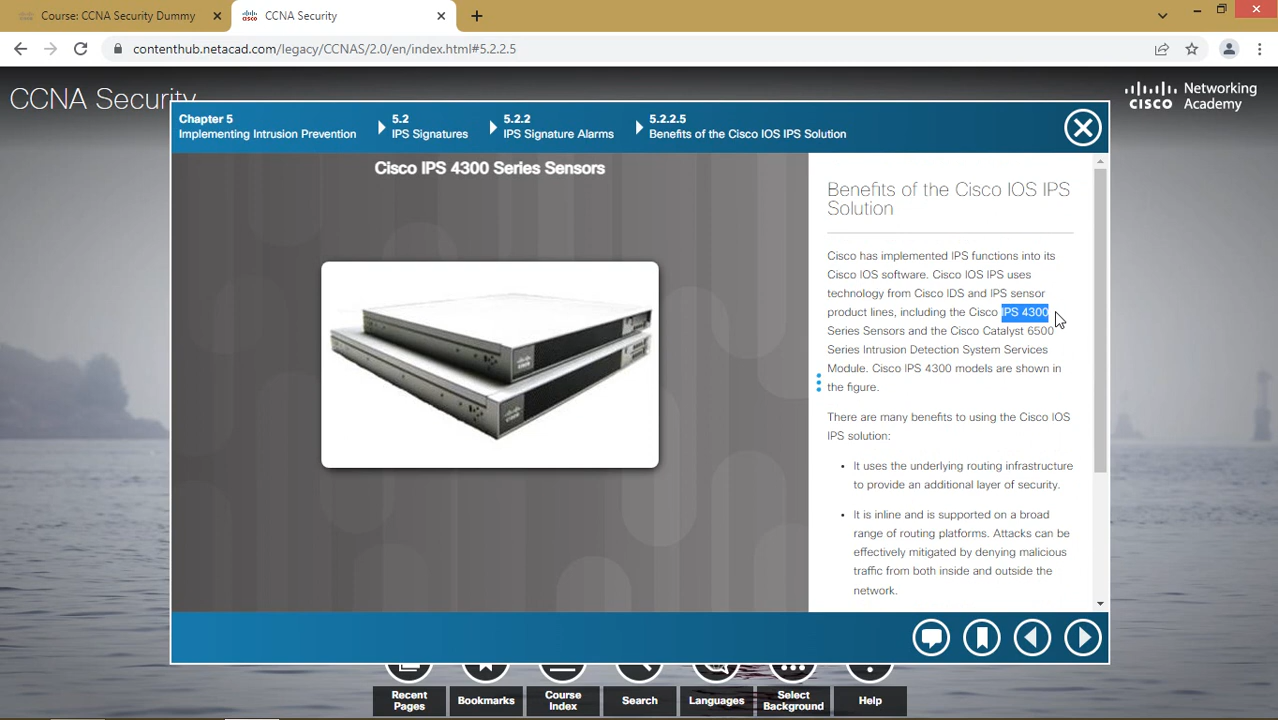 Course: CCNA Security Dummy
CCNA Security
contenthub.netacad.com/legacy/CCNAS/2.0/en/index.html#5.2.2.5
CCNA Security
Networking
CISCO Academy
Chapter 5
Implementing Intrusion Prevention
5.2
IPS Signatures
5.2.2
IPS Signature Alarms
5.2.2.5
Benefits of the Cisco IOS IPS Solution
Cisco IPS 4300 Series Sensors
Benefits of the Cisco IOS IPS
Solution
Cisco has implemented IPS functions into its
Cisco IOS software. Cisco IOS IPS uses
technology from Cisco IDS and IPS sensor
product lines, including the Cisco IPS 4300
Series Sensors and the Cisco Catalyst 6500
Series Intrusion Detection System Services
Module. Cisco IPS 4300 models are shown in
the figure.
There are many benefits to using the Cisco IOS
IPS solution:
• It uses the underlying routing infrastructure
to provide an additional layer of security.
• It is inline and is supported on a broad
range of routing platforms. Attacks can be
effectively mitigated by denying malicious
traffic from both inside and outside the
network.
Recent
Pages
Bookmarks
Course
Index
Search
Languages
Select
Background
Help